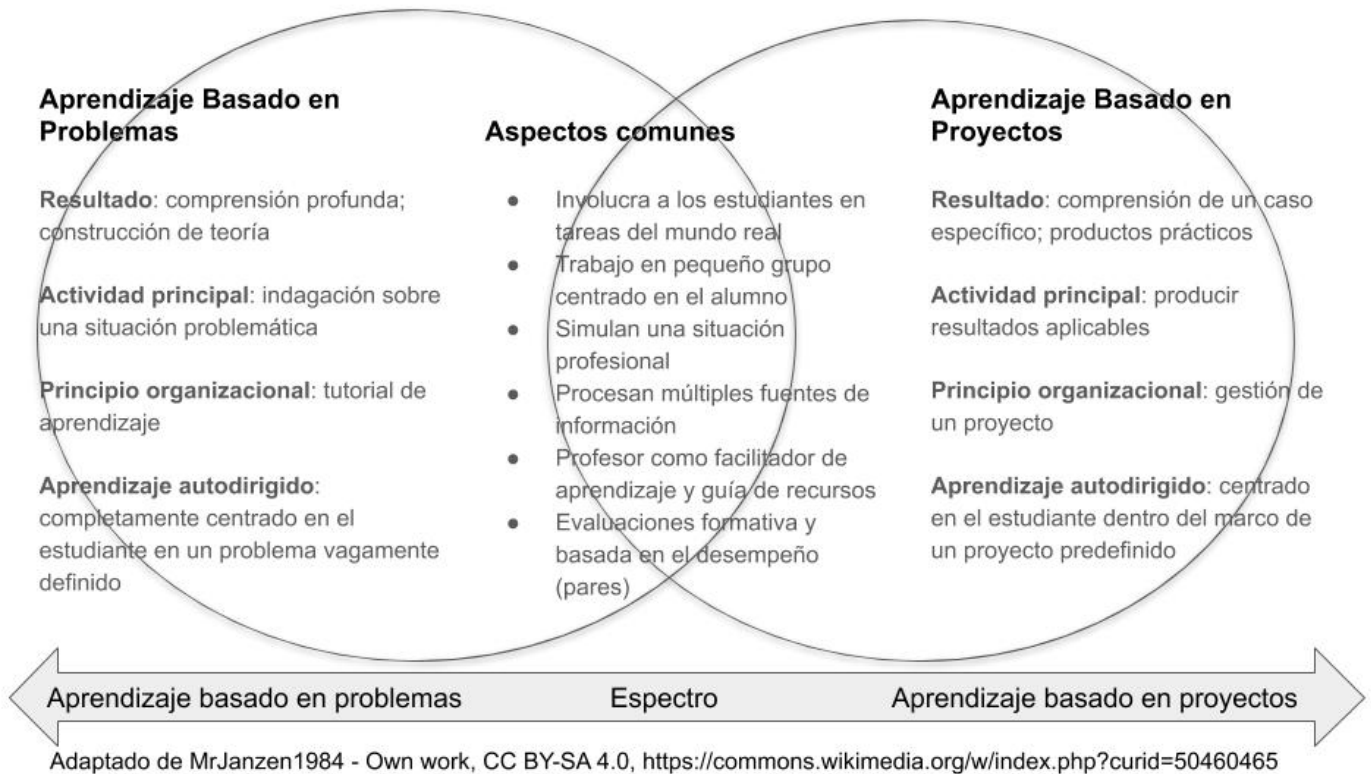 Aprendizaje Basado en
Problemas
Resultado: comprensión profunda;
construcción de teoría
Actividad principal: indagación sobre
una situación problemática
Principio organizacional: tutorial de
aprendizaje
Aprendizaje autodirigido:
completamente centrado en el
estudiante en un problema vagamente
definido
Aspectos comunes
● Involucra a los estudiantes en
tareas del mundo real
● Trabajo en pequeño grupo
centrado en el alumno
● Simulan una situación
profesional
● Procesan múltiples fuentes de
información
● Profesor como facilitador de
aprendizaje y guía de recursos
● Evaluaciones formativa y
basada en el desempeño
(pares)
Aprendizaje Basado en
Proyectos
Resultado: comprensión de un caso
específico; productos prácticos
Actividad principal: producir
resultados aplicables
Principio organizacional: gestión de
un proyecto
Aprendizaje autodirigido: centrado
en el estudiante dentro del marco de
un proyecto predefinido
Aprendizaje basado en problemas
Espectro
Aprendizaje basado en proyectos
Adaptado de MrJanzen1984 - Own work, CC BY-SA 4.0, https://commons.wikimedia.org/w/index.php?curid=50460465